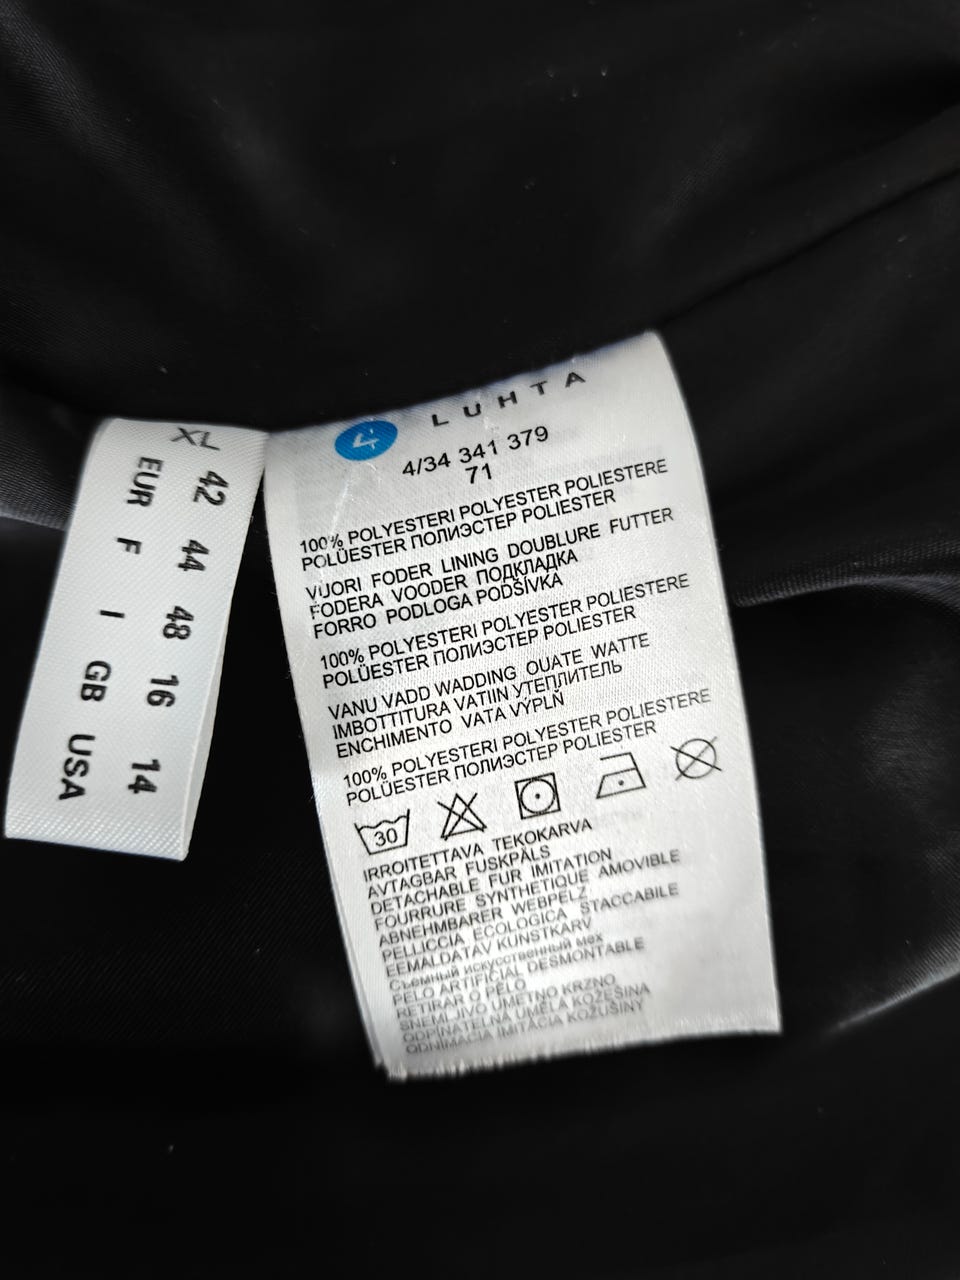 XL
EUR 42
F 44
I 48
GB 16
USA 14
4 LUHTA
4/34 341 379
71
100% POLYESTERI POLYESTER POLIESTERE
POLÜESTER ПОЛИЭСТЕР POLIESTER
VUORI FODER LINING DOUBLURE FUTTER
FODERA VOODER ПОДКЛАДКА
FORRO PODLOGA PODŠÍVKA
100% POLYESTERI POLYESTER POLIESTERE
POLÜESTER ПОЛИЭСТЕР POLIESTER
VANU VADD WADDING OUATE WATTE
IMBOTTITURA VATIIN УТЕПЛИТЕЛЬ
ENCHIMENTO VATA VÝPLŇ
100% POLYESTERI POLYESTER POLIESTERE
POLÜESTER ПОЛИЭСТЕР POLIESTER
30
IRROITETTAVA TEKOKARVA
AVTAGBAR FUSKPÄLS
DETACHABLE FUR IMITATION
FOURRURE SYNTHETIQUE AMOVIBLE
ABNEHMBARER WEBPELZ
PELLICCIA ECOLOGICA STACCABILE
EEMALDATAV KUNSTKARV
Съемный искусственный мех
PELO ARTIFICIAL DESMONTABLE
RETIRAR O PÊLO
SNEMLJIVO UMETNO KRZNO
ODPÍNATELNÁ UMĚLÁ KOŽEŠINA
ODNÍMACIA IMITÁCIA KOŽUŠINY